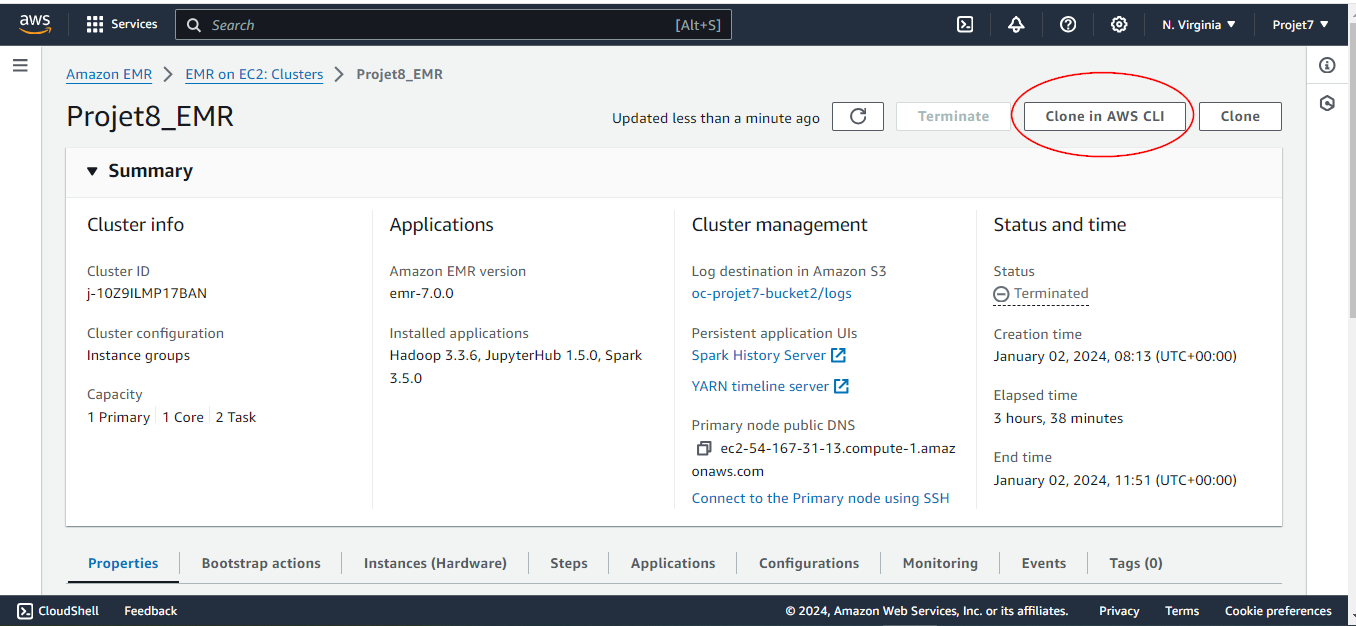 aws Services Search [Alt+S] N. Virginia Projet7
Amazon EMR EMR on EC2: Clusters Projet8_EMR
Projet8_EMR
Updated less than a minute ago Terminate Clone in AWS CLI Clone
Summary
Cluster info
Cluster ID
j-10Z9ILMP17BAN
Cluster configuration
Instance groups
Capacity
1 Primary 1 Core 2 Task
Applications
Amazon EMR version
emr-7.0.0
Installed applications
Hadoop 3.3.6, JupyterHub 1.5.0, Spark
3.5.0
Cluster management
Log destination in Amazon S3
oc-projet7-bucket2/logs
Persistent application UIs
Spark History Server
YARN timeline server
Primary node public DNS
ec2-54-167-31-13.compute-1.amaz
onaws.com
Connect to the Primary node using SSH
Status and time
Status
Terminated
Creation time
January 02, 2024, 08:13 (UTC+00:00)
Elapsed time
3 hours, 38 minutes
End time
January 02, 2024, 11:51 (UTC+00:00)
Properties Bootstrap actions Instances (Hardware) Steps Applications Configurations Monitoring Events Tags (0)
CloudShell Feedback © 2024, Amazon Web Services, Inc. or its affiliates. Privacy Terms Cookie preferences